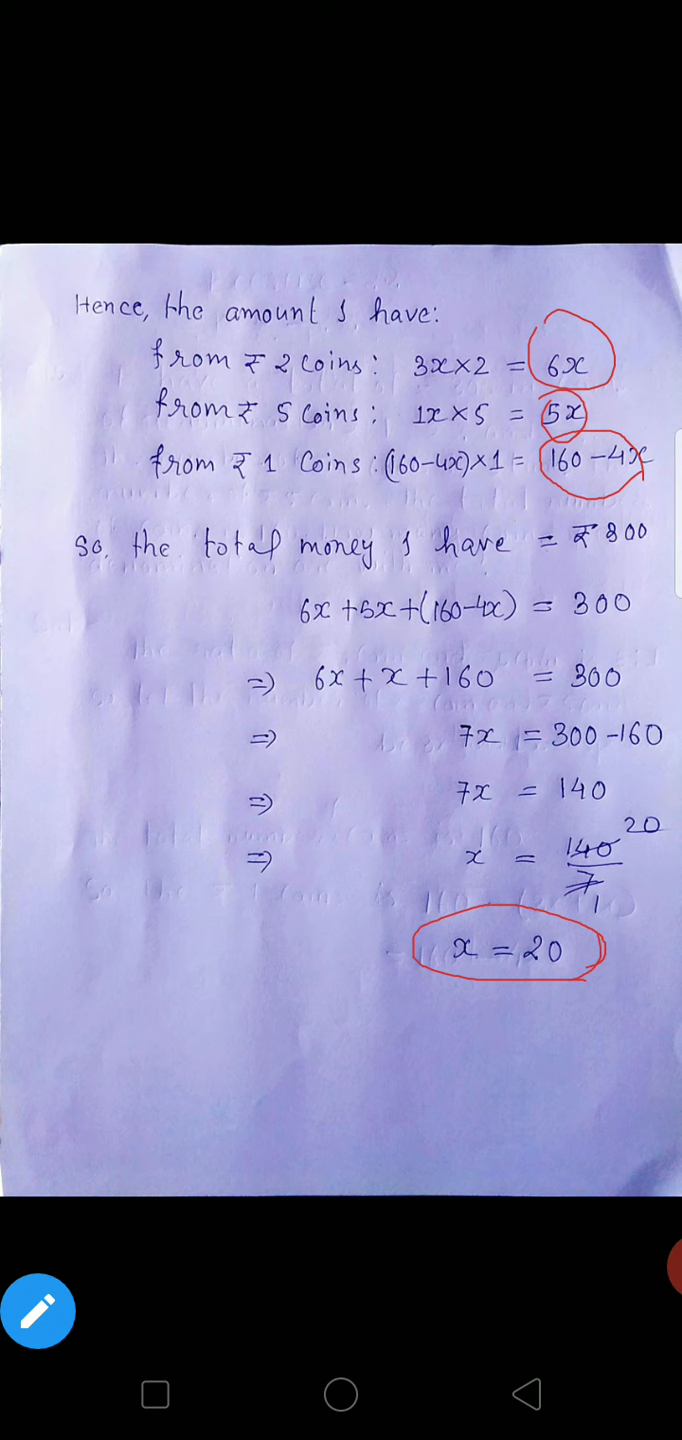 Hence, the amount I have:
from ₹ 2 Coins: 3x×2 = 6x
from ₹ 5 Coins: 1x×5 = 5x
from ₹ 1 Coins: (160-4x)×1 = 160-4x
So, the total money I have = ₹ 300
6x+5x+(160-4x) = 300
=> 6x+x+160 = 300
=> 7x = 300-160
=> 7x = 140
20
=> x = 140/7
1
x = 20